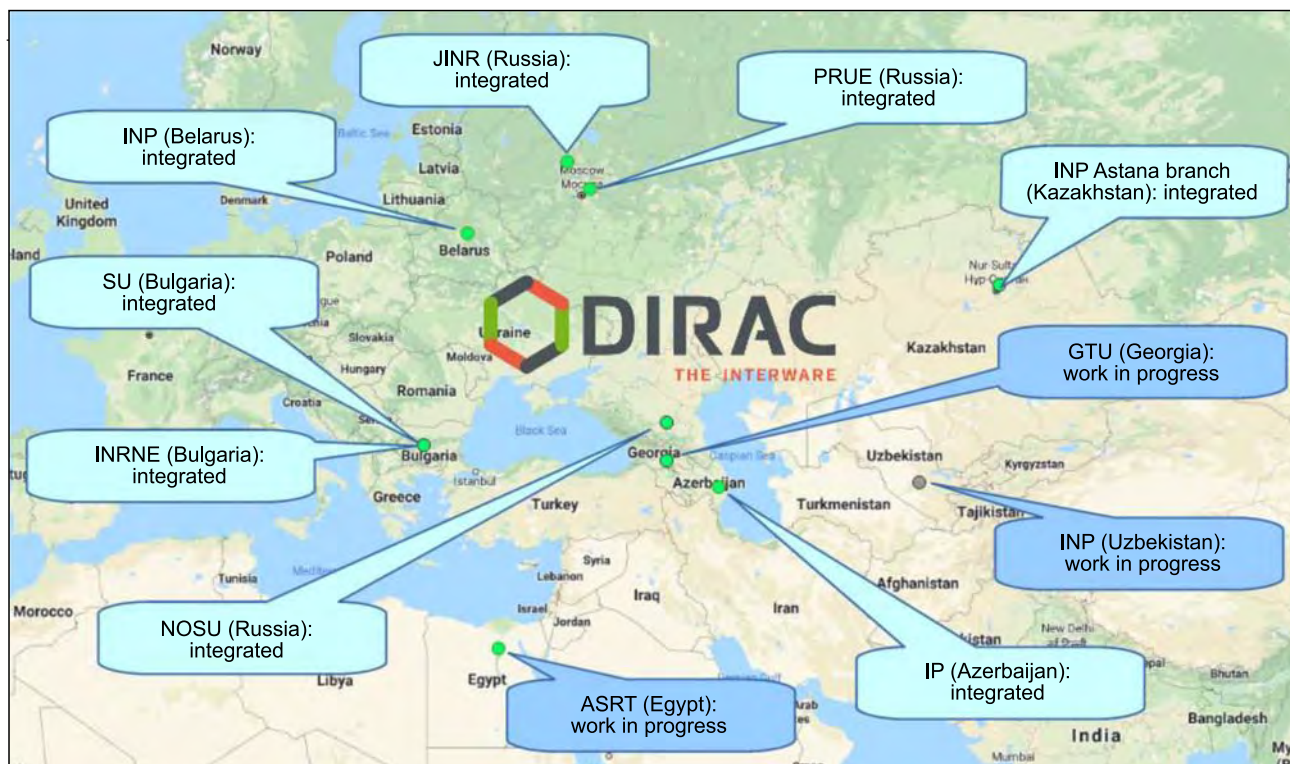 Norway
JINR (Russia):
integrated
PRUE (Russia):
integrated
INP (Belarus):
integrated
Baltic Sea
Estonia
Latvia
Lithuania
Moscow
INP Astana branch
(Kazakhstan): integrated
United
Kingdom
Denmark
Belarus
Poland
SU (Bulgaria):
integrated
DIRAC
THE INTERWARE
Ukraine
Slovakia
Moldova
France
Hungary
Romania
Croatia
Kazakhstan
GTU (Georgia):
work in progress
Black Sea
INRNE (Bulgaria):
integrated
Bulgaria
Istanbul
Georgia
Caspian Sea
Azerbaijan
Uzbekistan
Kyrgyzstan
Greece
Turkey
Turkmenistan
Tajikistan
INP (Uzbekistan):
work in progress
Syria
Lebanon
Tunisia
Morocco
Israel
Iraq
Jordan
Iran
Afghanistan
NOSU (Russia):
integrated
New Delhi
Libya
Egypt
IP (Azerbaijan):
integrated
Bhutan
ASRT (Egypt):
work in progress
Bangladesh
India
Mumbai